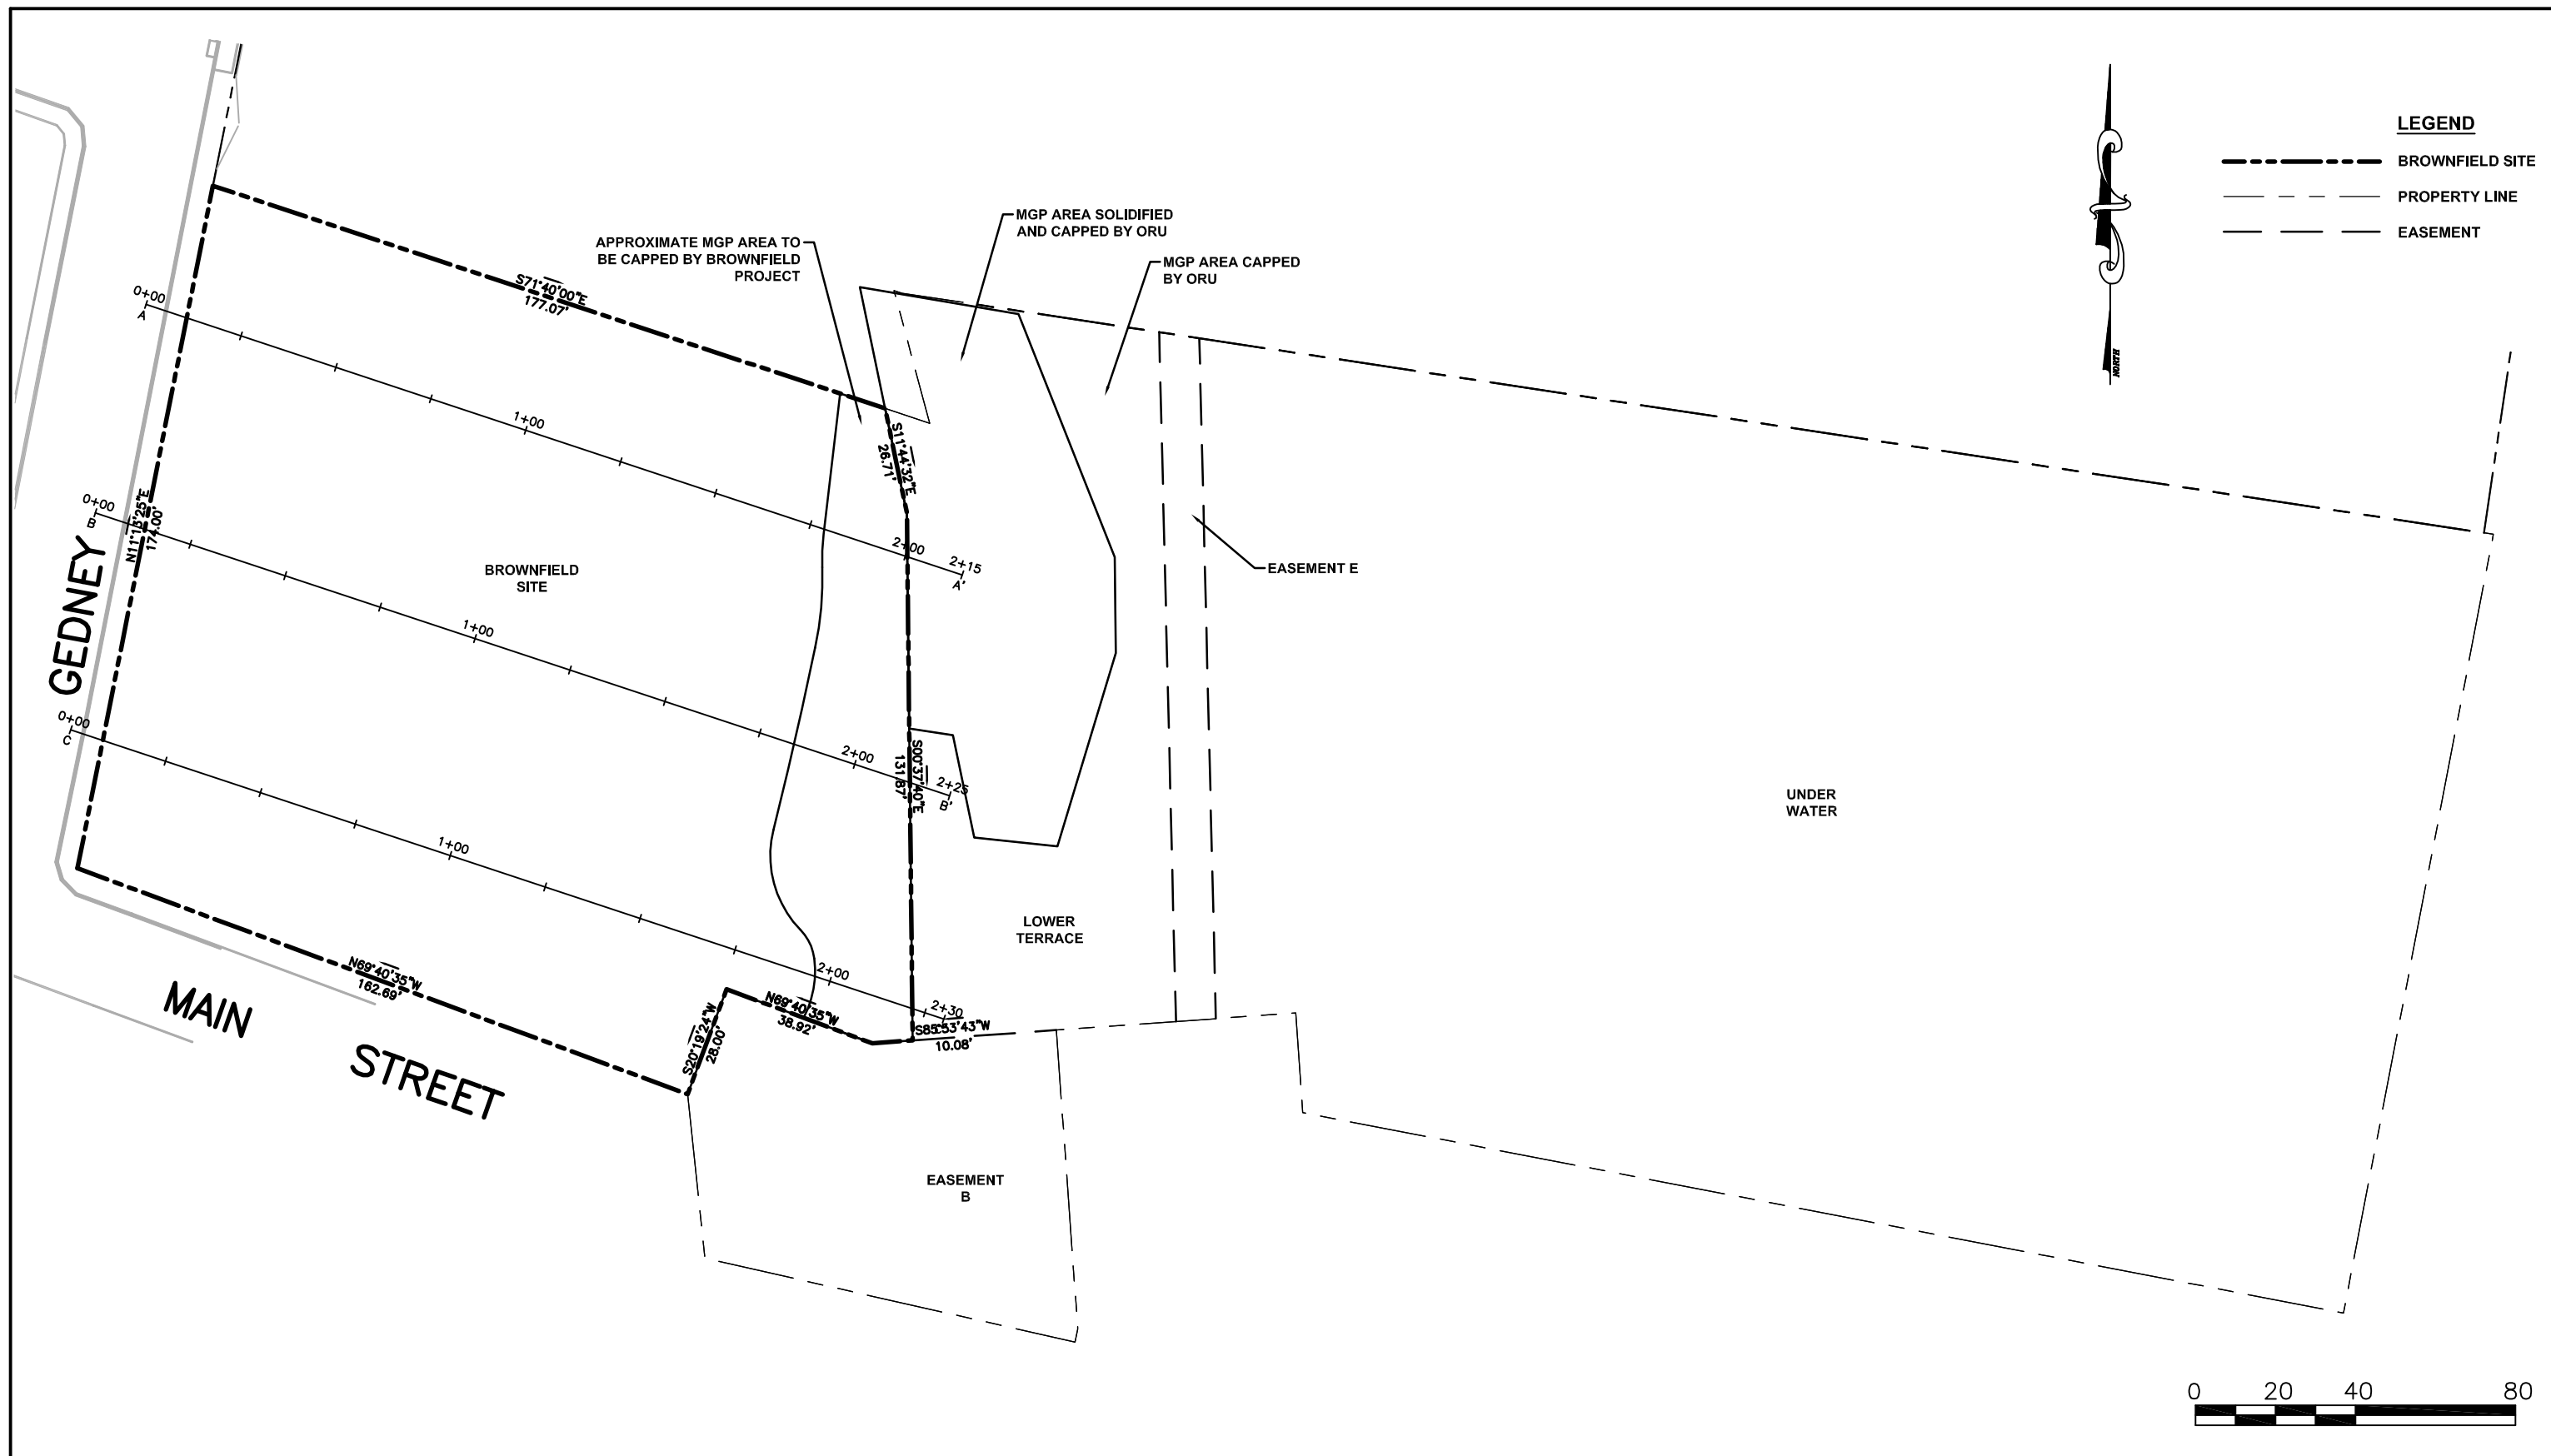 LEGEND
BROWNFIELD SITE
PROPERTY LINE
EASEMENT
NORTH
MGP AREA SOLIDIFIED
AND CAPPED BY ORU
APPROXIMATE MGP AREA TO
BE CAPPED BY BROWNFIELD
PROJECT
MGP AREA CAPPED
BY ORU
S71°40'00"E
177.07'
0+00
A
1+00
2+00
2+15
A'
S11°44'32"E
26.71'
0+00
B
N11°13'25"E
174.00'
1+00
2+00
2+25
B'
GEDNEY
BROWNFIELD
SITE
EASEMENT E
S00°37'40"E
131.87'
0+00
C
1+00
2+00
2+30
UNDER
WATER
LOWER
TERRACE
N69°40'35"W
162.69'
S20°19'24"W
28.00'
N69°40'35"W
38.92'
S85°53'43"W
10.08'
MAIN
STREET
EASEMENT
B
0 20 40 80